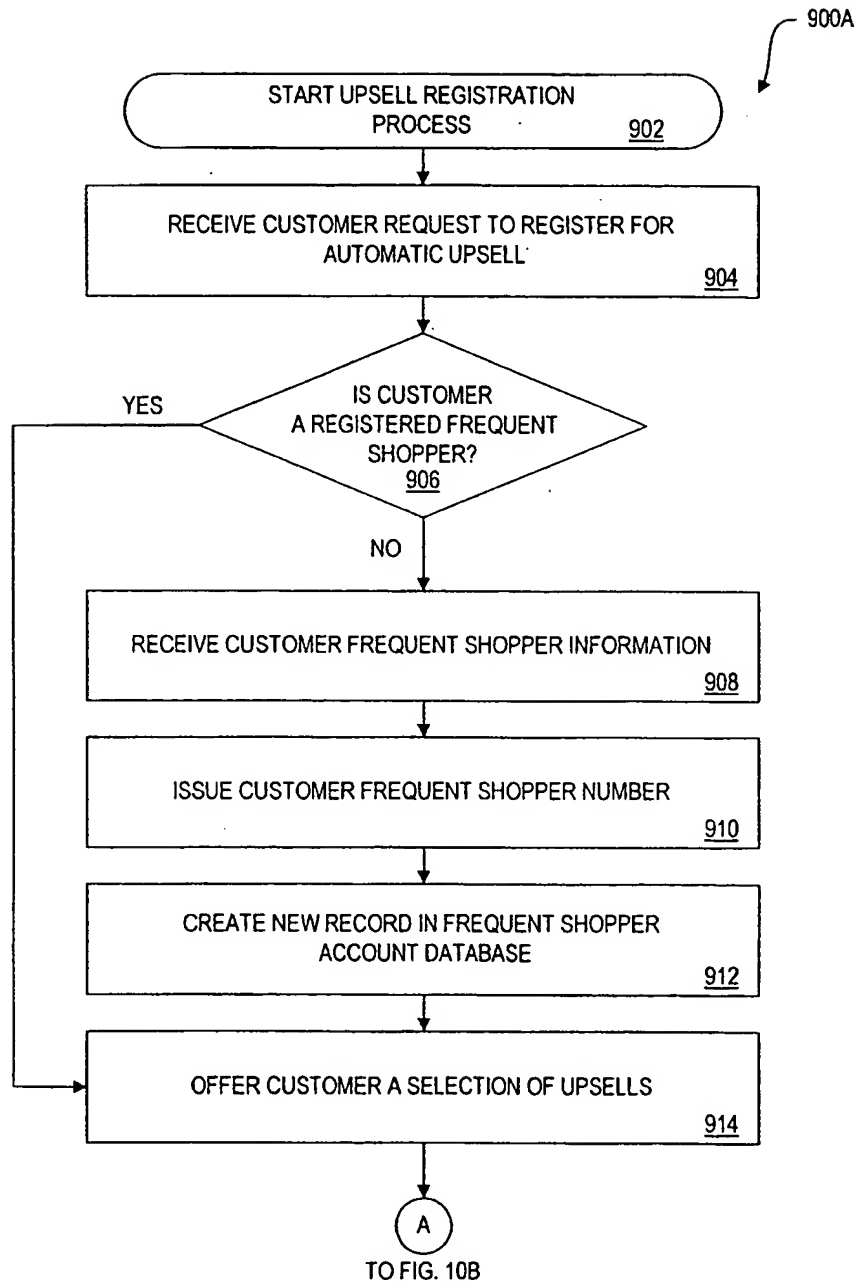 900A
START UPSELL REGISTRATION
PROCESS
902
RECEIVE CUSTOMER REQUEST TO REGISTER FOR
AUTOMATIC UPSELL
904
IS CUSTOMER
A REGISTERED FREQUENT
SHOPPER?
906
YES
NO
RECEIVE CUSTOMER FREQUENT SHOPPER INFORMATION
908
ISSUE CUSTOMER FREQUENT SHOPPER NUMBER
910
CREATE NEW RECORD IN FREQUENT SHOPPER
ACCOUNT DATABASE
912
OFFER CUSTOMER A SELECTION OF UPSELLS
914
A
TO FIG. 10B